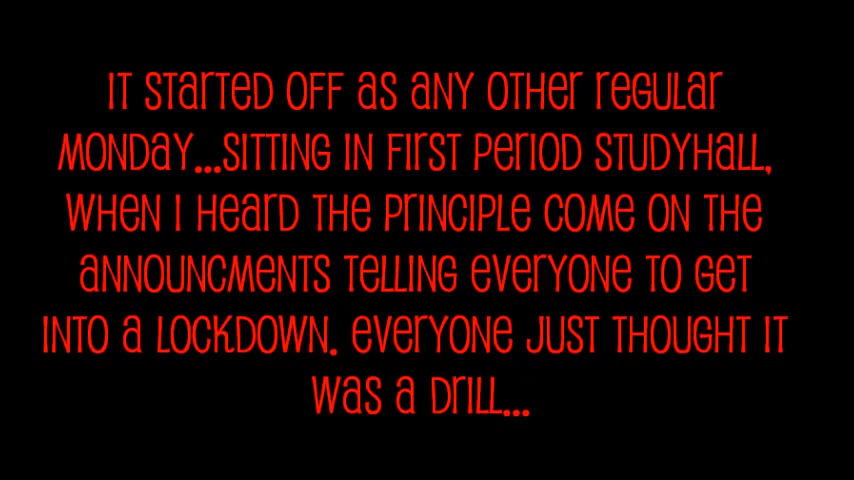 IT STARTED OFF AS ANY OTHER REGULAR
MONDAY...SITTING IN FIRST PERIOD STUDYHALL,
WHEN I HEARD THE PRINCIPLE COME ON THE
ANNOUNCMENTS TELLING EVERYONE TO GET
INTO A LOCKDOWN. EVERYONE JUST THOUGHT IT
WAS A DRILL...